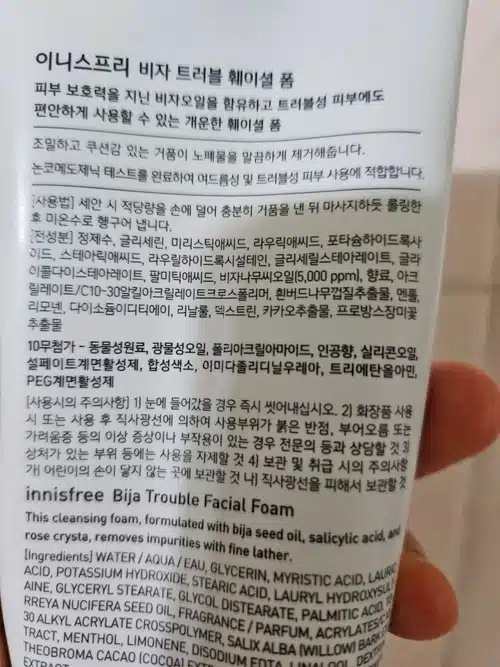 이니스프리 비자 트러블 훼이셜 폼
피부 보호력을 지닌 비자오일을 함유하고 트러블성 피부에도
편안하게 사용할 수 있는 개운한 훼이셜 폼
조밀하고 쿠션감 있는 거품이 노폐물을 말끔하게 제거해줍니다.
논코메도제닉 테스트를 완료하여 여드름성 및 트러블성 피부 사용에 적합합니다.
[사용법] 세안 시 적당량을 손에 덜어 충분히 거품을 낸 뒤 마사지하듯 롤링한
후 미온수로 헹구어 냅니다.
[전성분] 정제수, 글리세린, 미리스틱애씨드, 라우릭애씨드, 포타슘하이드록사
이드, 스테아릭애씨드, 라우릴하이드록시설테인, 글리세릴스테아레이트, 글라
이콜다이스테아레이트, 팔미틱애씨드, 비자나무씨오일(5,000 ppm), 향료, 아크
릴레이트/C10-30알킬아크릴레이트크로스폴리머, 흰버드나무껍질추출물, 멘톨,
리모넨, 다이소듐이디티에이, 리날룰, 덱스트린, 카카오추출물, 프로방스장미꽃
추출물
10무첨가 - 동물성원료, 광물성오일, 폴리아크릴아마이드, 인공향, 실리콘오일,
설페이트계면활성제, 합성색소, 이미다졸리디닐우레아, 트리에탄올아민,
PEG계면활성제
[사용시의 주의사항] 1) 눈에 들어갔을 경우 즉시 씻어내십시오. 2) 화장품 사용
시 또는 사용 후 직사광선에 의하여 사용부위가 붉은 반점, 부어오름 또는
가려움증 등의 이상 증상이나 부작용이 있는 경우 전문의 등과 상담할 것 3)
상처가 있는 부위 등에는 사용을 자제할 것 4) 보관 및 취급 시의 주의사항
가) 어린이의 손이 닿지 않는 곳에 보관할 것 나) 직사광선을 피해서 보관할 것
innisfree Bija Trouble Facial Foam
This cleansing foam, formulated with bija seed oil, salicylic acid, and
rose crysta, removes impurities with fine lather.
[Ingredients] WATER / AQUA / EAU, GLYCERIN, MYRISTIC ACID, LAURIC
ACID, POTASSIUM HYDROXIDE, STEARIC ACID, LAURYL HYDROXYSUL
AINE, GLYCERYL STEARATE, GLYCOL DISTEARATE, PALMITIC ACID,
RREYA NUCIFERA SEED OIL, FRAGRANCE / PARFUM, ACRYLATES/C
30 ALKYL ACRYLATE CROSSPOLYMER, SALIX ALBA (WILLOW) BARK EX
TRACT, MENTHOL, LIMONENE, DISODIUM EDTA, LINALOOL, DEXTRIN
THEOBROMA CACAO (COCOA) EXTR
EXTRACT